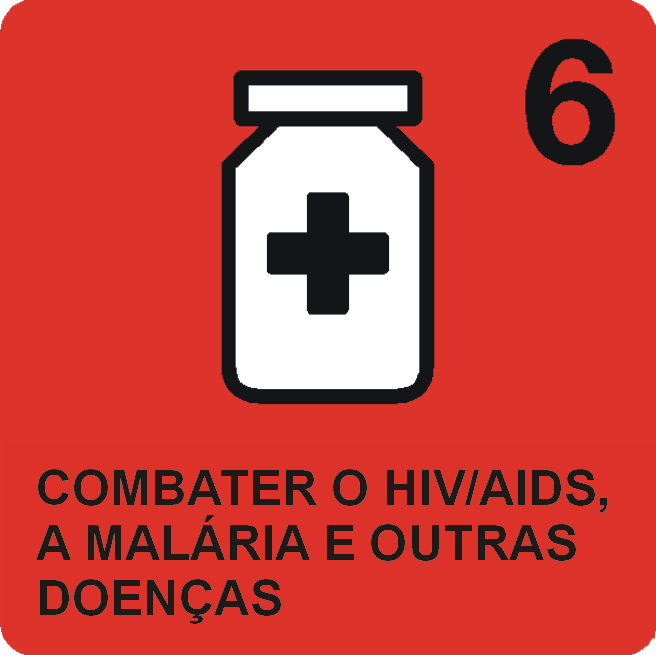 6
COMBATER O HIV/AIDS,
A MALÁRIA E OUTRAS
DOENÇAS